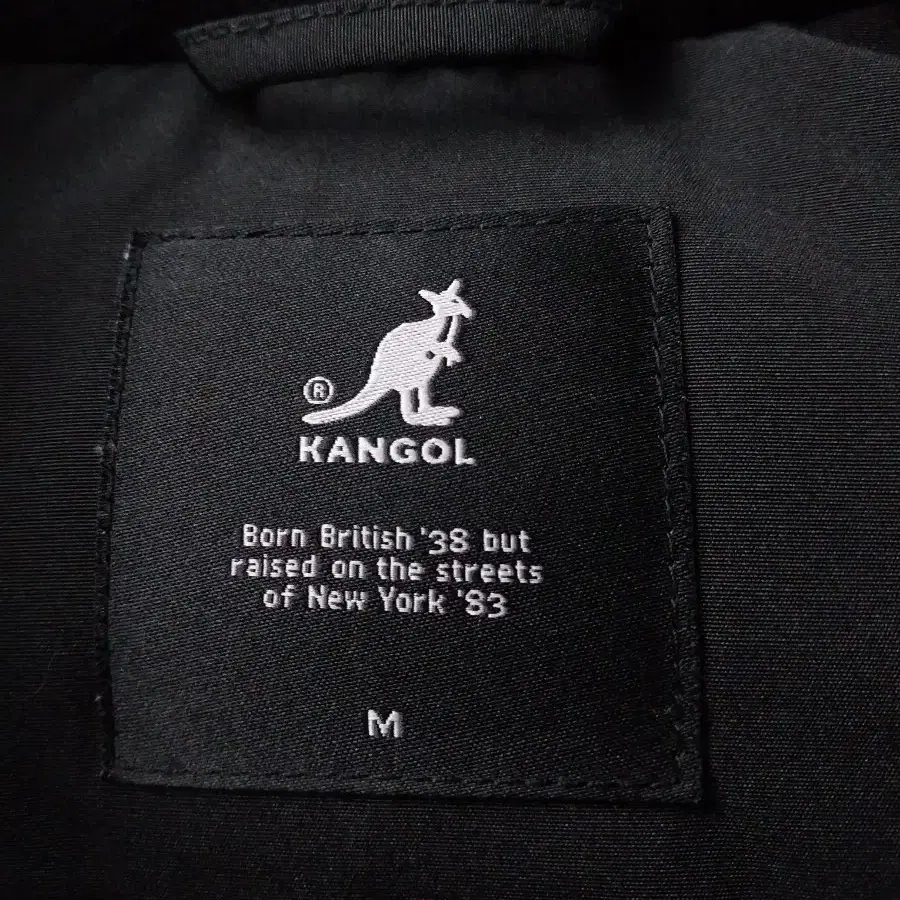 ®
KANGOL
Born British '38 but
raised on the streets
of New York '83
M